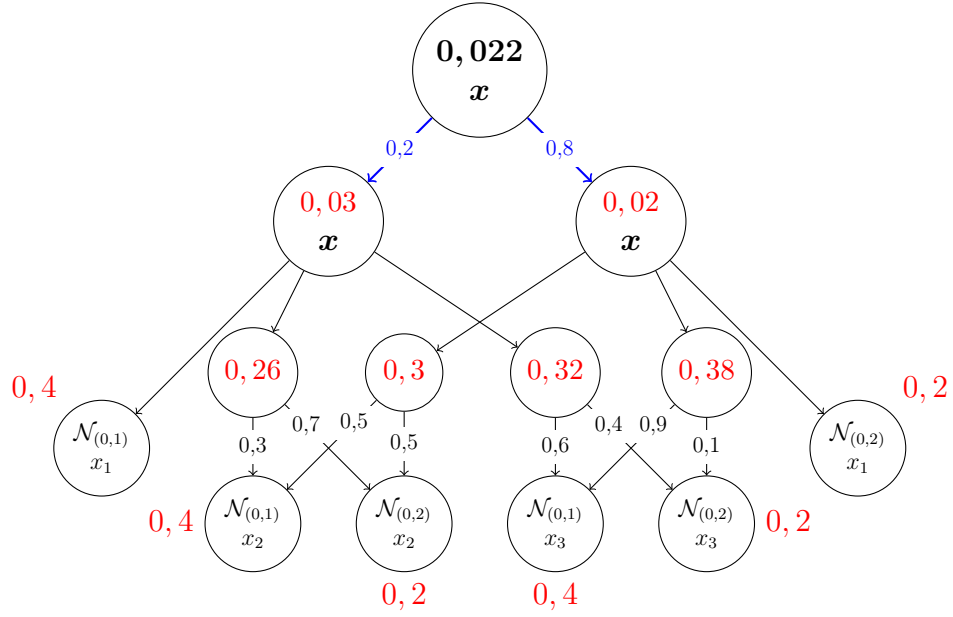 0,022
x
0,2
0,8
0,03
x
0,02
x
0,26
0,3
0,32
0,38
0,4
0,2
0,7
0,5
0,4
0,9
0,3
0,5
0,6
0,1
𝒩(0,1)
x₁
𝒩(0,2)
x₁
0,4
𝒩(0,1)
x₂
𝒩(0,2)
x₂
𝒩(0,1)
x₃
𝒩(0,2)
x₃
0,2
0,2
0,4